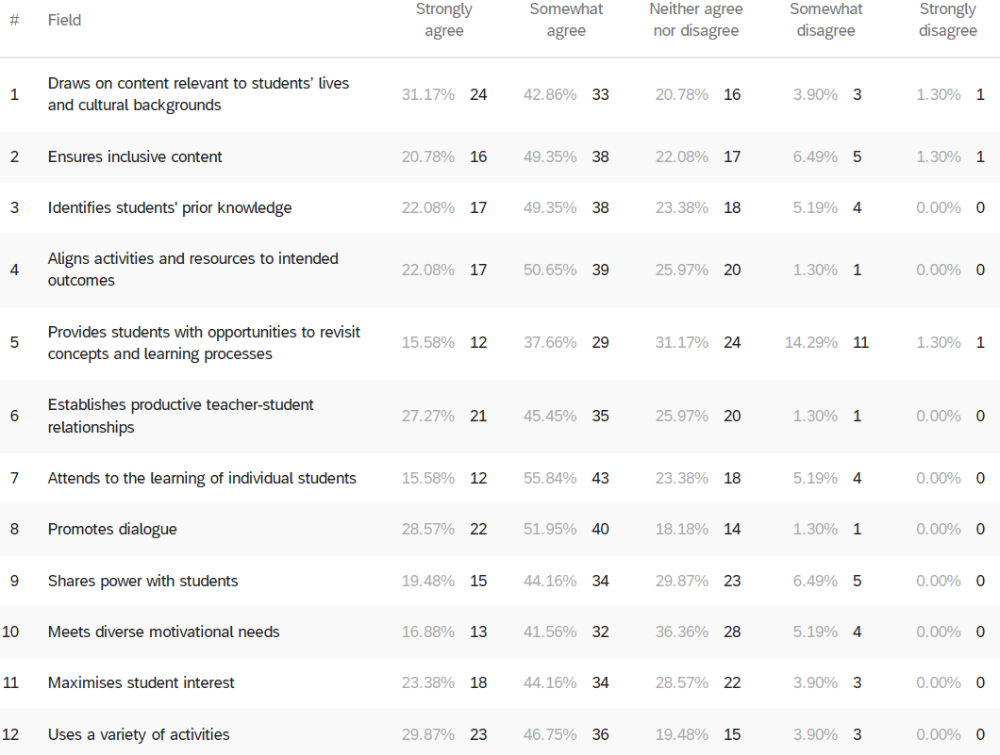 # Field Strongly agree Somewhat agree Neither agree nor disagree Somewhat disagree Strongly disagree
1 Draws on content relevant to students’ lives and cultural backgrounds 31.17% 24 42.86% 33 20.78% 16 3.90% 3 1.30% 1
2 Ensures inclusive content 20.78% 16 49.35% 38 22.08% 17 6.49% 5 1.30% 1
3 Identifies students' prior knowledge 22.08% 17 49.35% 38 23.38% 18 5.19% 4 0.00% 0
4 Aligns activities and resources to intended outcomes 22.08% 17 50.65% 39 25.97% 20 1.30% 1 0.00% 0
5 Provides students with opportunities to revisit concepts and learning processes 15.58% 12 37.66% 29 31.17% 24 14.29% 11 1.30% 1
6 Establishes productive teacher-student relationships 27.27% 21 45.45% 35 25.97% 20 1.30% 1 0.00% 0
7 Attends to the learning of individual students 15.58% 12 55.84% 43 23.38% 18 5.19% 4 0.00% 0
8 Promotes dialogue 28.57% 22 51.95% 40 18.18% 14 1.30% 1 0.00% 0
9 Shares power with students 19.48% 15 44.16% 34 29.87% 23 6.49% 5 0.00% 0
10 Meets diverse motivational needs 16.88% 13 41.56% 32 36.36% 28 5.19% 4 0.00% 0
11 Maximises student interest 23.38% 18 44.16% 34 28.57% 22 3.90% 3 0.00% 0
12 Uses a variety of activities 29.87% 23 46.75% 36 19.48% 15 3.90% 3 0.00% 0